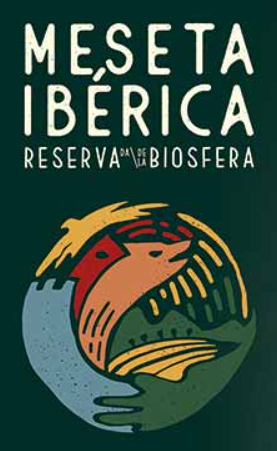 MESETA
IBÉRICA
RESERVA DA \ DE LA BIOSFERA